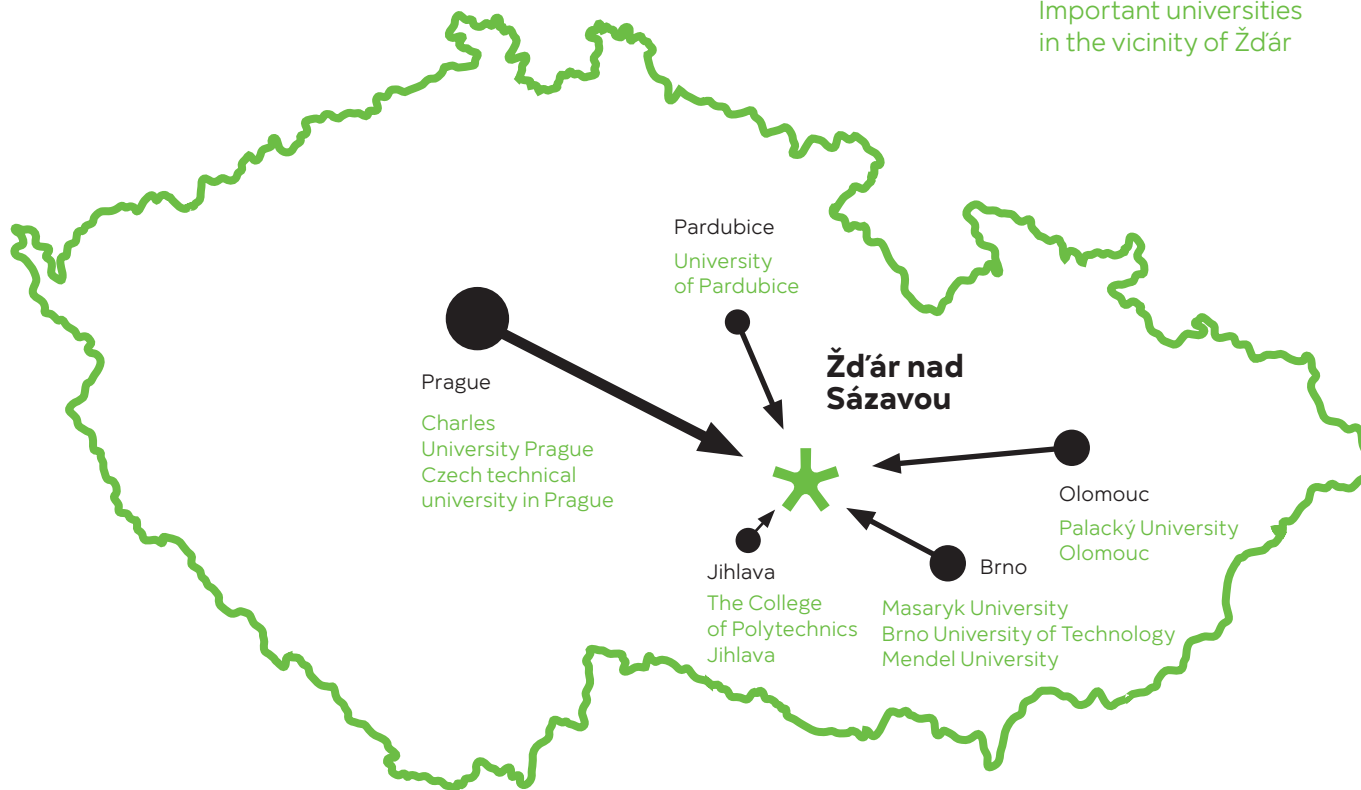 Important universities
in the vicinity of Žďár
Pardubice
University
of Pardubice
Žďár nad
Sázavou
Prague
Charles
University Prague
Czech technical
university in Prague
Olomouc
Palacký University
Olomouc
Jihlava
The College
of Polytechnics
Jihlava
Brno
Masaryk University
Brno University of Technology
Mendel University